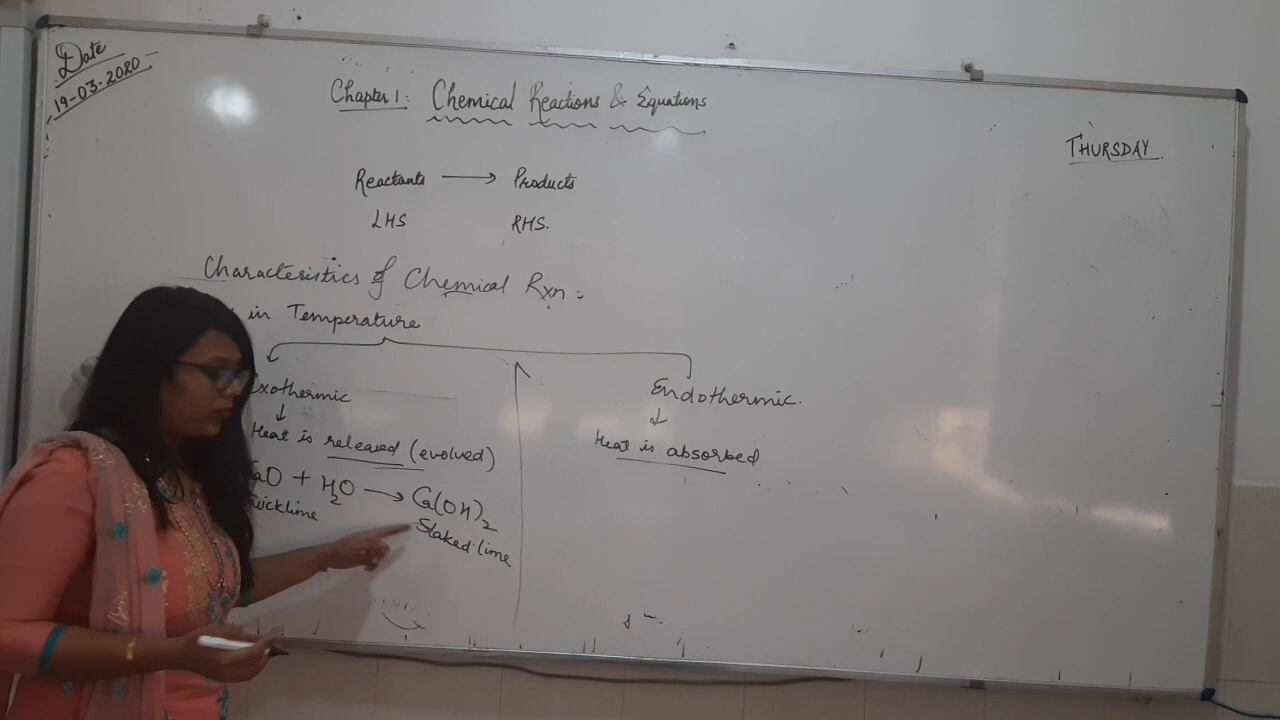 Date
19-03-2020
Chapter 1: Chemical Reactions & Equations
THURSDAY
Reactants → Products
LHS RHS.
Characteristics of Chemical Rxn :
in Temperature
xothermic
Endothermic.
↓ ↓
Heat is released (evolved)
Heat is absorbed
aO + H2O → Ca(OH)2
uicklime Slaked lime